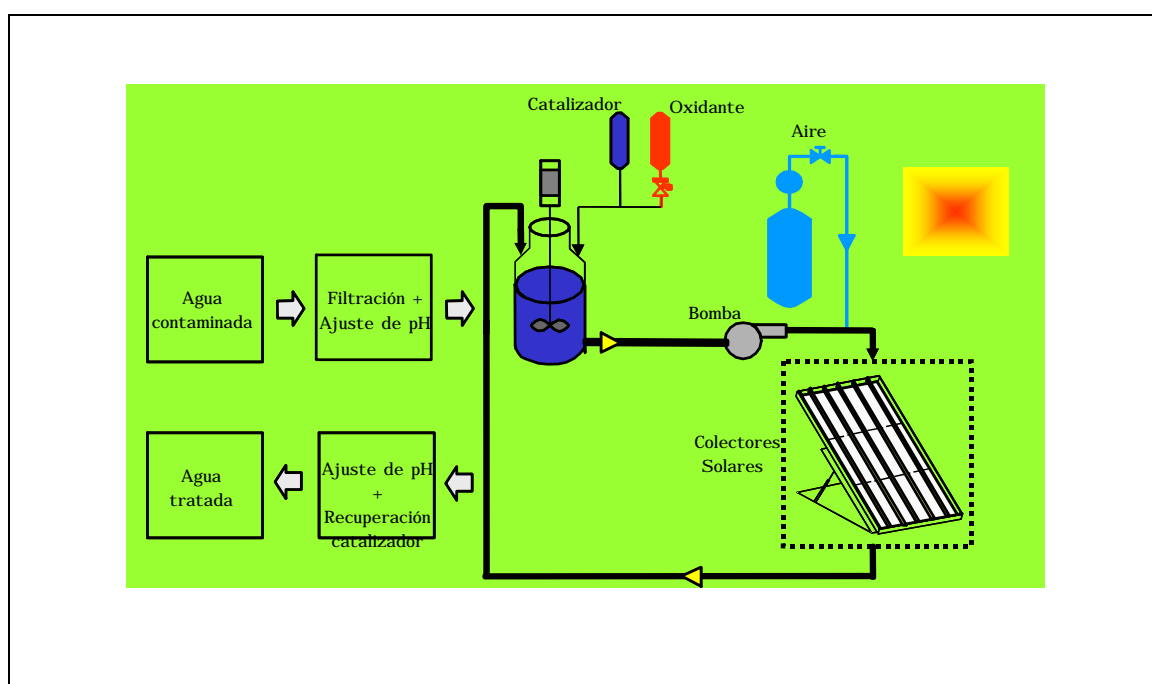 Catalizador
Oxidante
Aire
Agua
contaminada
Filtración +
Ajuste de pH
Bomba
Colectores
Solares
Agua
tratada
Ajuste de pH
+
Recuperación
catalizador